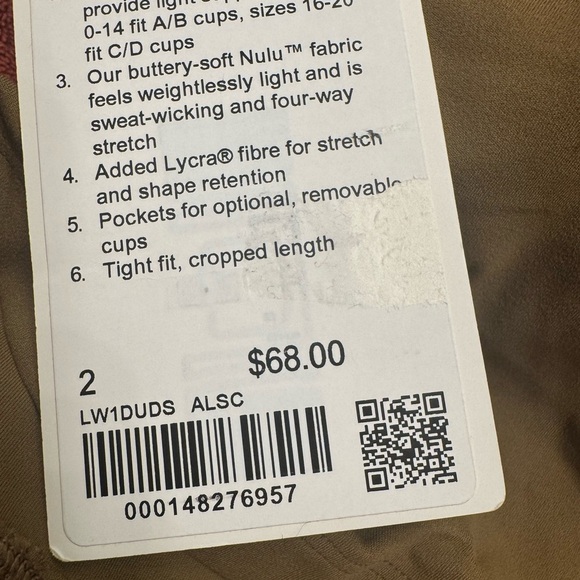 provide light
0-14 fit A/B cups, sizes 16-20
fit C/D cups
3. Our buttery-soft Nulu™ fabric
feels weightlessly light and is
sweat-wicking and four-way
stretch
4. Added Lycra® fibre for stretch
and shape retention
5. Pockets for optional, removable
cups
6. Tight fit, cropped length
2 $68.00
LW1DUDS ALSC
000148276957